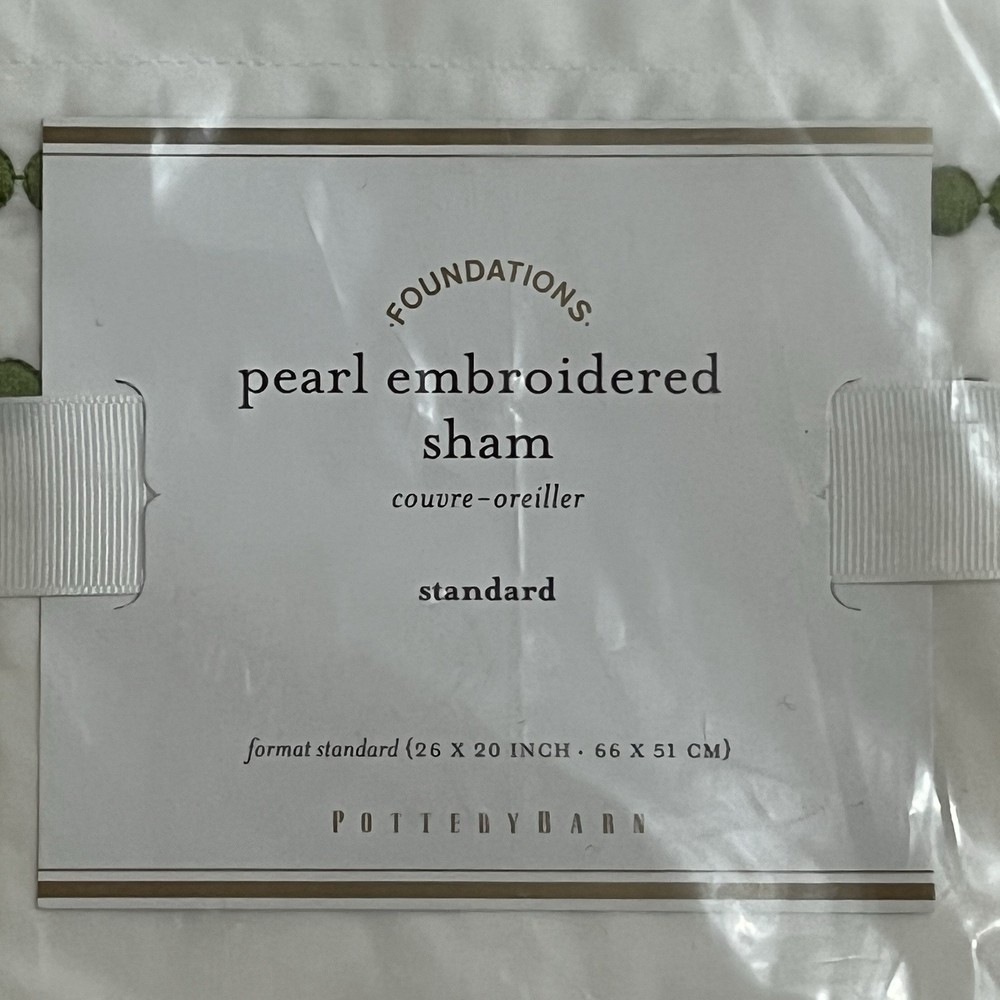 ·FOUNDATIONS·
pearl embroidered
sham
couvre-oreiller
standard
format standard {26 X 20 INCH · 66 X 51 CM}
POTTERYBARN